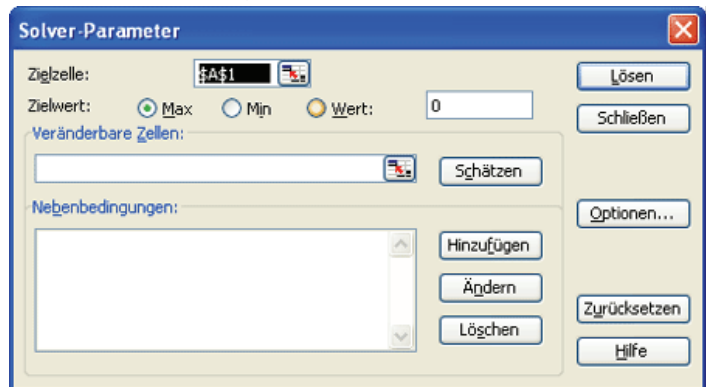 Solver-Parameter
Zielzelle: $A$1 Lösen
Zielwert: Max Min Wert: 0 Schließen
Veränderbare Zellen:
Schätzen
Nebenbedingungen: Optionen...
Hinzufügen
Ändern
Zurücksetzen
Löschen
Hilfe